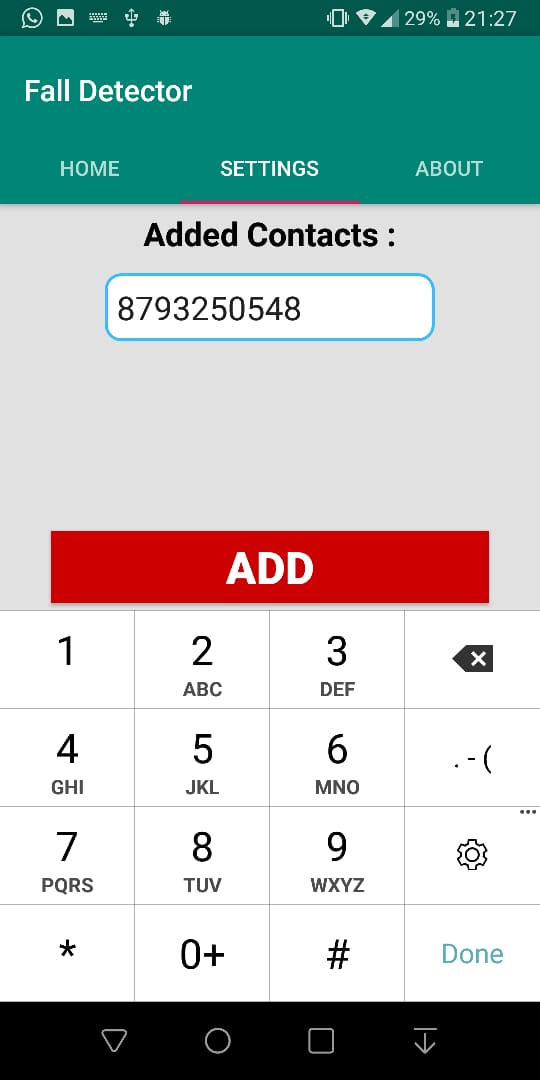 29% 21:27
Fall Detector
HOME SETTINGS ABOUT
Added Contacts :
8793250548
ADD
1 2 3
ABC DEF
4 5 6 .-(
GHI JKL MNO
7 8 9
PQRS TUV WXYZ
* 0+ # Done